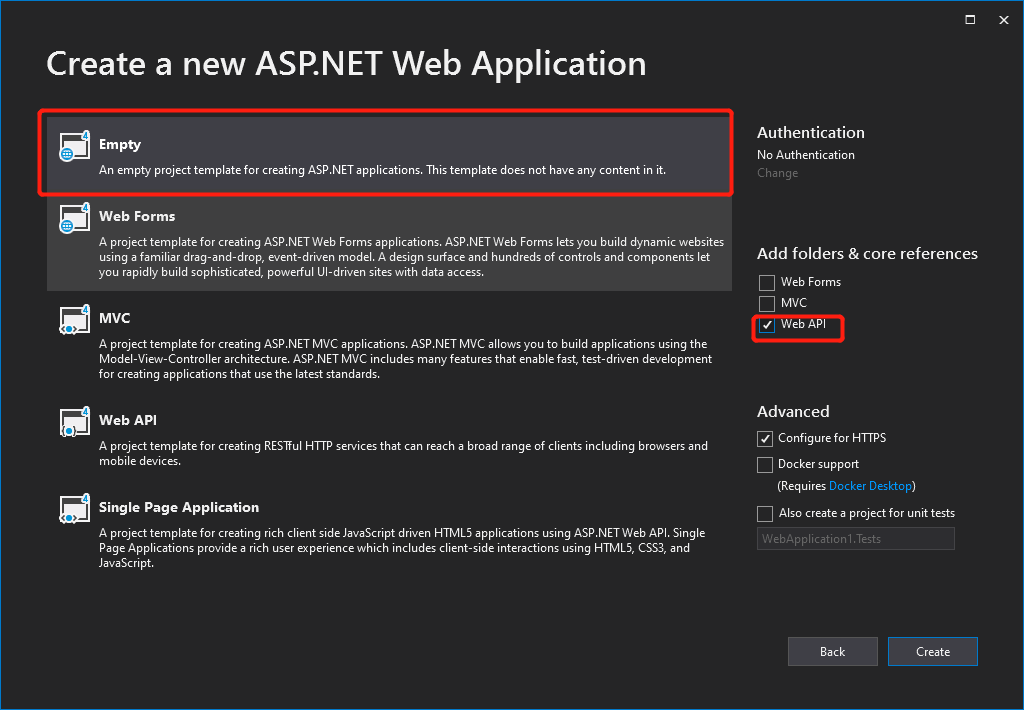 Create a new ASP.NET Web Application
Empty
An empty project template for creating ASP.NET applications. This template does not have any content in it.
Web Forms
A project template for creating ASP.NET Web Forms applications. ASP.NET Web Forms lets you build dynamic websites
using a familiar drag-and-drop, event-driven model. A design surface and hundreds of controls and components let
you rapidly build sophisticated, powerful UI-driven sites with data access.
MVC
A project template for creating ASP.NET MVC applications. ASP.NET MVC allows you to build applications using the
Model-View-Controller architecture. ASP.NET MVC includes many features that enable fast, test-driven development
for creating applications that use the latest standards.
Web API
A project template for creating RESTful HTTP services that can reach a broad range of clients including browsers and
mobile devices.
Single Page Application
A project template for creating rich client side JavaScript driven HTML5 applications using ASP.NET Web API. Single
Page Applications provide a rich user experience which includes client-side interactions using HTML5, CSS3, and
JavaScript.
Authentication
No Authentication
Change
Add folders & core references
Web Forms
MVC
Web API
Advanced
Configure for HTTPS
Docker support
(Requires Docker Desktop)
Also create a project for unit tests
WebApplication1.Tests
Back
Create